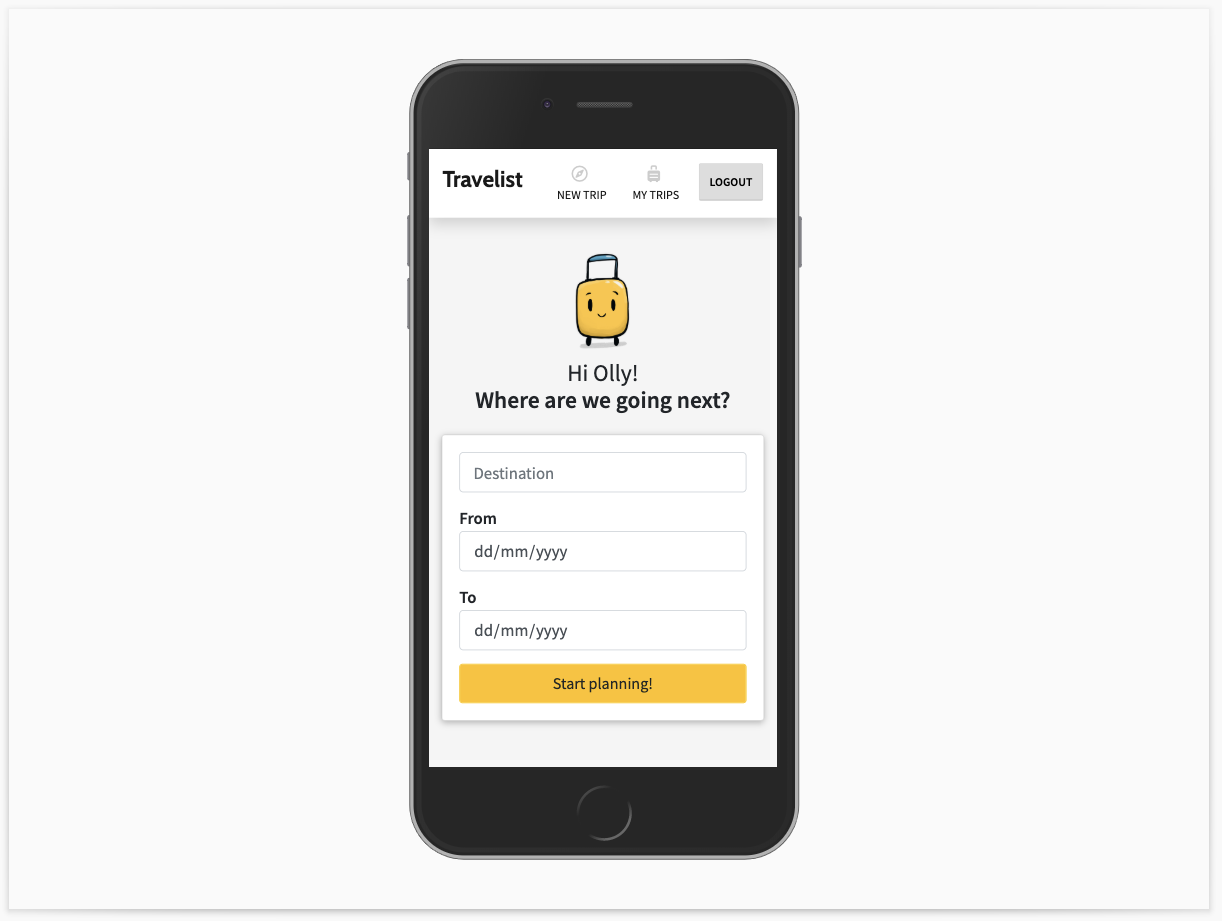 Travelist
NEW TRIP
MY TRIPS
LOGOUT
Hi Olly!
Where are we going next?
Destination
From
dd/mm/yyyy
To
dd/mm/yyyy
Start planning!